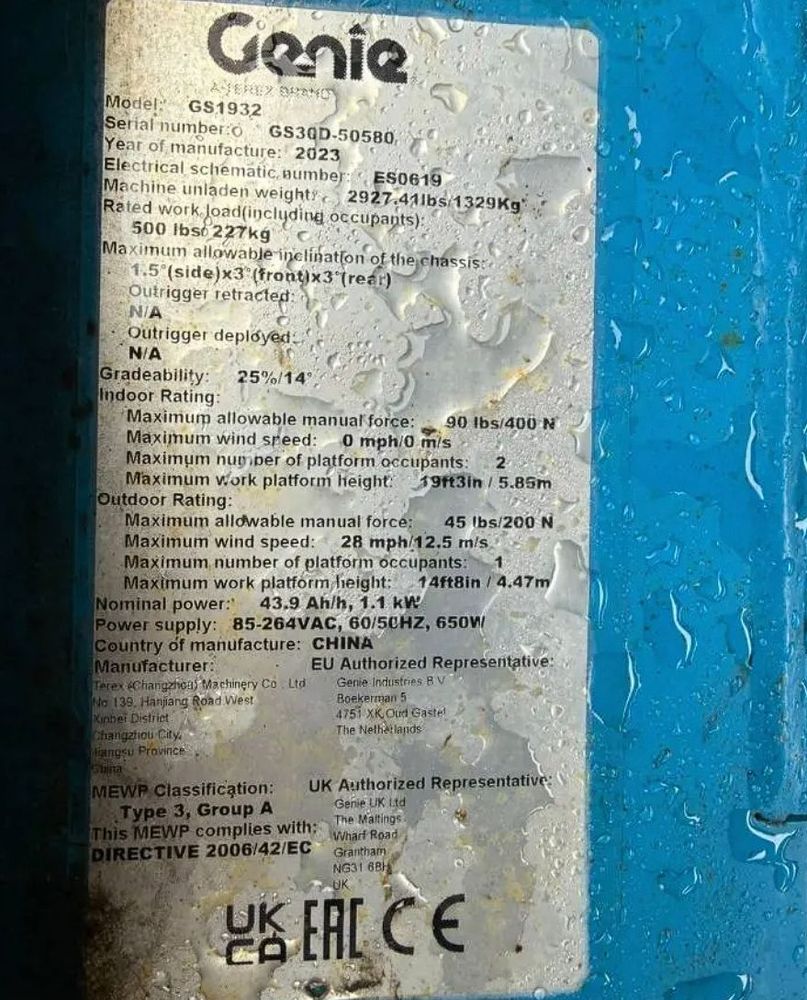 Genie
A TEREX BRAND
Model: GS1932
Serial number: GS30D-50580
Year of manufacture: 2023
Electrical schematic number: ES0619
Machine unladen weight: 2927.41lbs/1329Kg
Rated work load(including occupants):
500 lbs/ 227kg
Maximum allowable inclination of the chassis:
1.5°(side)x3°(front)x3°(rear)
Outrigger retracted:
N/A
Outrigger deployed:
N/A
Gradeability: 25%/14°
Indoor Rating:
Maximum allowable manual force: 90 lbs/400 N
Maximum wind speed: 0 mph/0 m/s
Maximum number of platform occupants: 2
Maximum work platform height: 19ft3in / 5.85m
Outdoor Rating:
Maximum allowable manual force: 45 lbs/200 N
Maximum wind speed: 28 mph/12.5 m/s
Maximum number of platform occupants: 1
Maximum work platform height: 14ft8in / 4.47m
Nominal power: 43.9 Ah/h, 1.1 kW
Power supply: 85-264VAC, 60/50HZ, 650W
Country of manufacture: CHINA
Manufacturer:
Terex (Changzhou) Machinery Co., Ltd
No 139, Hanjiang Road West
Xinbei District
Changzhou City,
Jiangsu Province
China
EU Authorized Representative:
Genie Industries B.V
Boekerman 5
4751 XK Oud Gastel
The Netherlands
MEWP Classification:
Type 3, Group A
This MEWP complies with:
DIRECTIVE 2006/42/EC
UK Authorized Representative:
Genie UK Ltd
The Maltings
Wharf Road
Grantham
NG31 6BH
UK
UK
CA EAC CE